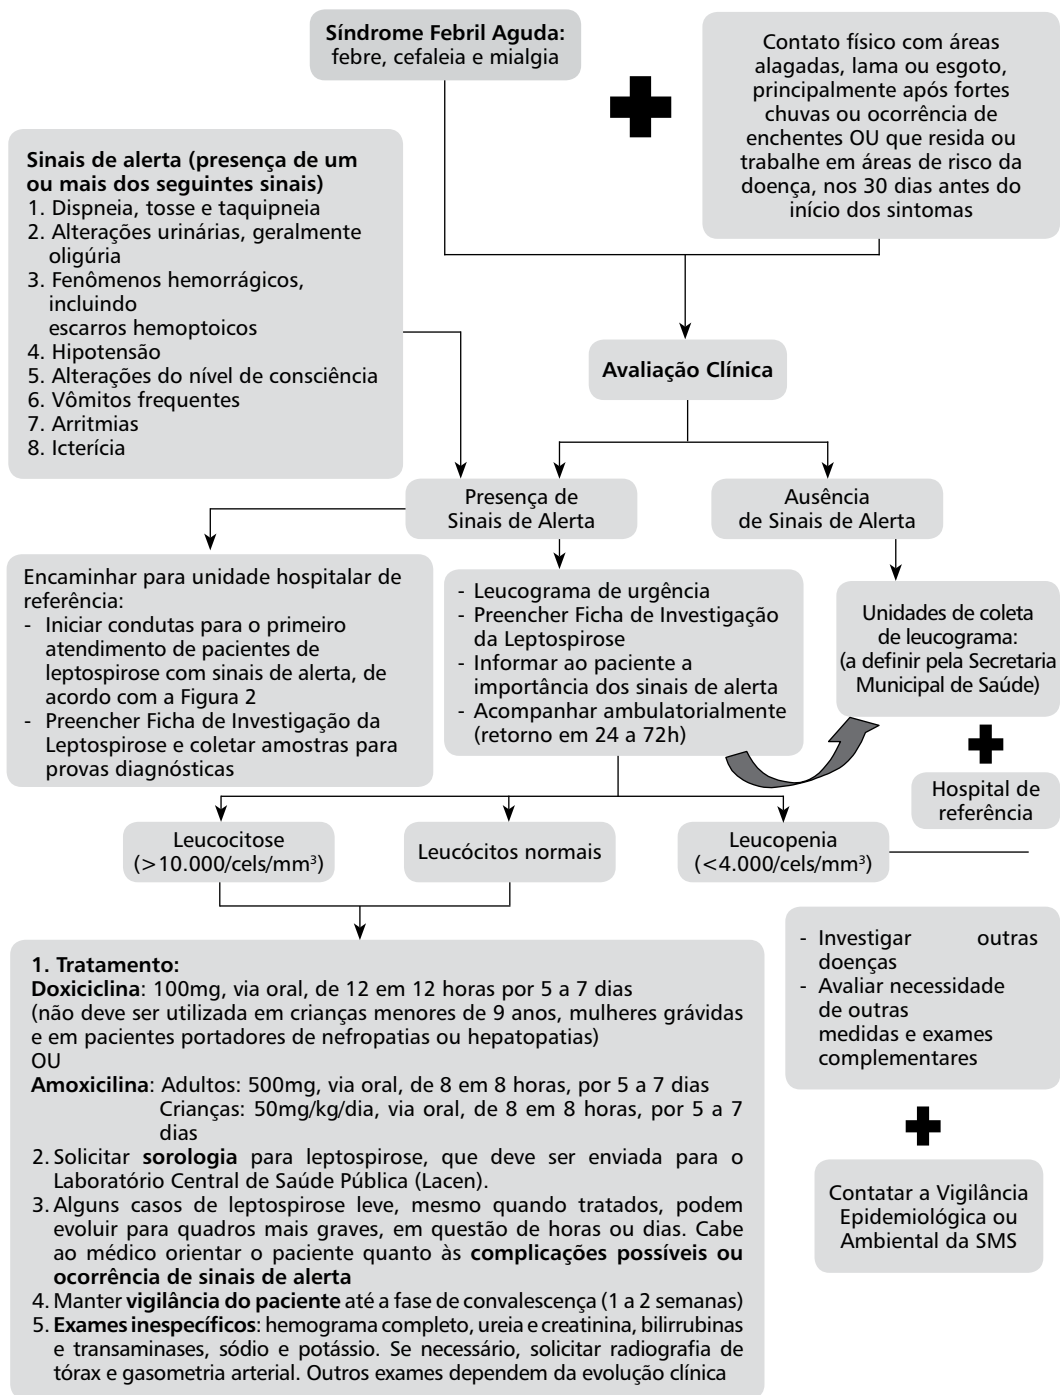 Síndrome Febril Aguda:
febre, cefaleia e mialgia
Contato físico com áreas
alagadas, lama ou esgoto,
principalmente após fortes
chuvas ou ocorrência de
enchentes OU que resida ou
trabalhe em áreas de risco da
doença, nos 30 dias antes do
início dos sintomas
Sinais de alerta (presença de um
ou mais dos seguintes sinais)
1. Dispneia, tosse e taquipneia
2. Alterações urinárias, geralmente
oligúria
3. Fenômenos hemorrágicos,
incluindo
escarros hemoptoicos
4. Hipotensão
5. Alterações do nível de consciência
6. Vômitos frequentes
7. Arritmias
8. Icterícia
Avaliação Clínica
Presença de
Sinais de Alerta
Ausência
de Sinais de Alerta
Encaminhar para unidade hospitalar de
referência:
- Iniciar condutas para o primeiro
atendimento de pacientes de
leptospirose com sinais de alerta, de
acordo com a Figura 2
- Preencher Ficha de Investigação da
Leptospirose e coletar amostras para
provas diagnósticas
- Leucograma de urgência
- Preencher Ficha de Investigação
da Leptospirose
- Informar ao paciente a
importância dos sinais de alerta
- Acompanhar ambulatorialmente
(retorno em 24 a 72h)
Unidades de coleta
de leucograma:
(a definir pela Secretaria
Municipal de Saúde)
Hospital de
referência
Leucocitose
(>10.000/cels/mm³)
Leucócitos normais
Leucopenia
(<4.000/cels/mm³)
1. Tratamento:
Doxiciclina: 100mg, via oral, de 12 em 12 horas por 5 a 7 dias
(não deve ser utilizada em crianças menores de 9 anos, mulheres grávidas
e em pacientes portadores de nefropatias ou hepatopatias)
OU
Amoxicilina: Adultos: 500mg, via oral, de 8 em 8 horas, por 5 a 7 dias
Crianças: 50mg/kg/dia, via oral, de 8 em 8 horas, por 5 a 7
dias
2. Solicitar sorologia para leptospirose, que deve ser enviada para o
Laboratório Central de Saúde Pública (Lacen).
3. Alguns casos de leptospirose leve, mesmo quando tratados, podem
evoluir para quadros mais graves, em questão de horas ou dias. Cabe
ao médico orientar o paciente quanto às complicações possíveis ou
ocorrência de sinais de alerta
4. Manter vigilância do paciente até a fase de convalescença (1 a 2 semanas)
5. Exames inespecíficos: hemograma completo, ureia e creatinina, bilirrubinas
e transaminases, sódio e potássio. Se necessário, solicitar radiografia de
tórax e gasometria arterial. Outros exames dependem da evolução clínica
- Investigar outras
doenças
- Avaliar necessidade
de outras
medidas e exames
complementares
Contatar a Vigilância
Epidemiológica ou
Ambiental da SMS